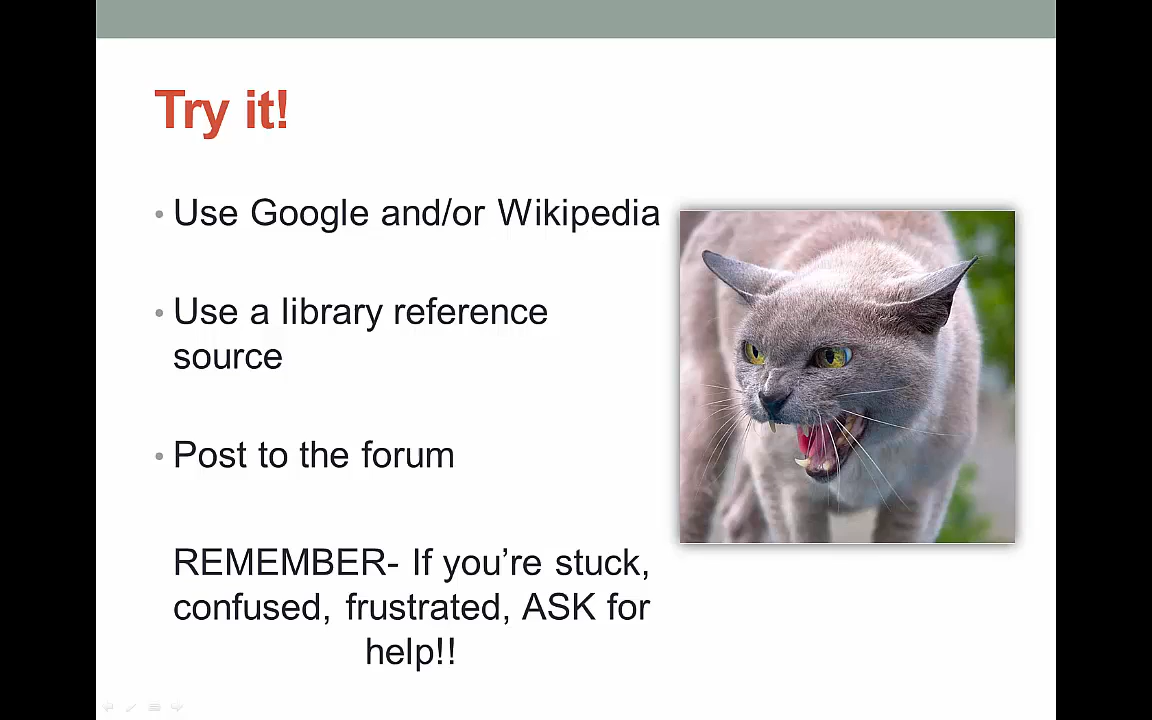 Try it!
• Use Google and/or Wikipedia
• Use a library reference
source
• Post to the forum
REMEMBER- If you’re stuck,
confused, frustrated, ASK for
help!!